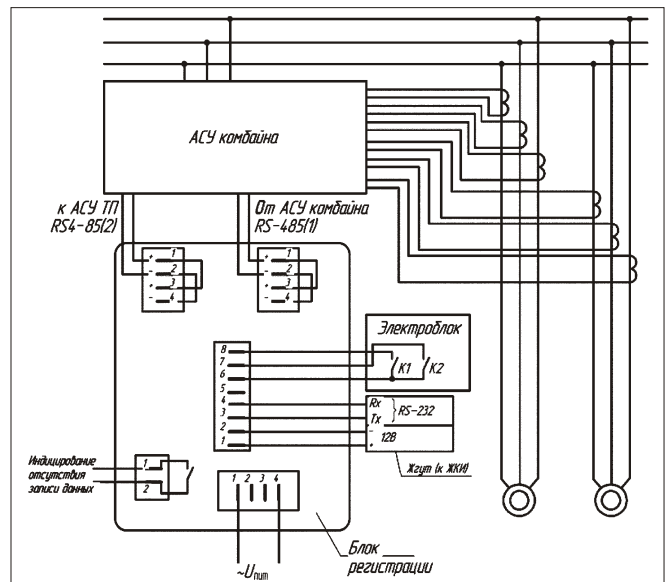 АСУ комбайна
к АСУ ТП
RS4-85(2)
От АСУ комбайна
RS-485(1)
+ 1
- 2
+ 3
- 4
+ 1
- 2
+ 3
- 4
Электроблок
8
7
6
5
4
3
2
1
К1
К2
Rx
Tx
RS-232
-
12В
+
Жгут (к ЖКИ)
Индицирование
отсутствия
записи данных
1
2
1 2 3 4
Блок
регистрации
~Uпит